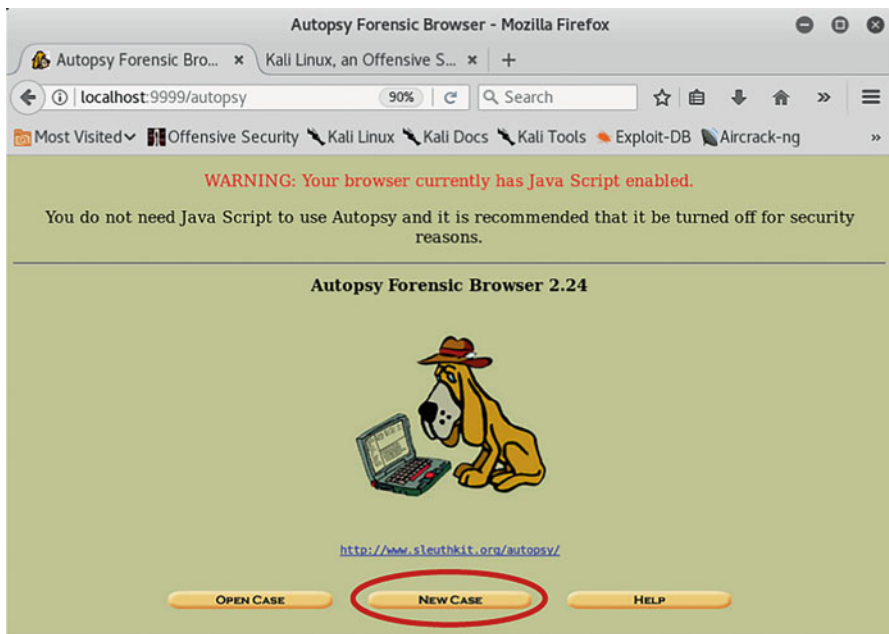 Autopsy Forensic Browser - Mozilla Firefox
Autopsy Forensic Bro...
Kali Linux, an Offensive S...
localhost:9999/autopsy
90%
Search
Most Visited
Offensive Security
Kali Linux
Kali Docs
Kali Tools
Exploit-DB
Aircrack-ng
WARNING: Your browser currently has Java Script enabled.
You do not need Java Script to use Autopsy and it is recommended that it be turned off for security
reasons.
Autopsy Forensic Browser 2.24
http://www.sleuthkit.org/autopsy/
OPEN CASE
NEW CASE
HELP